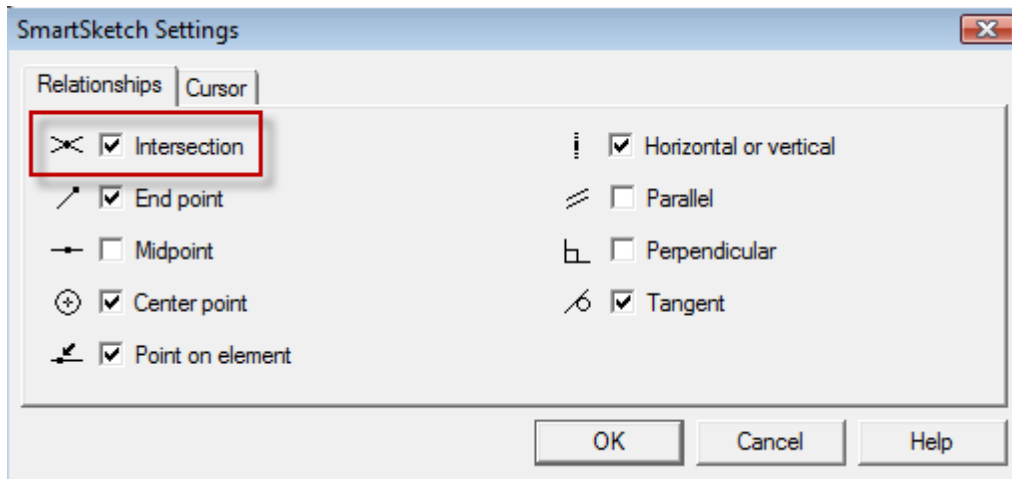 SmartSketch Settings
Relationships Cursor
Intersection
End point
Midpoint
Center point
Point on element
Horizontal or vertical
Parallel
Perpendicular
Tangent
OK Cancel Help